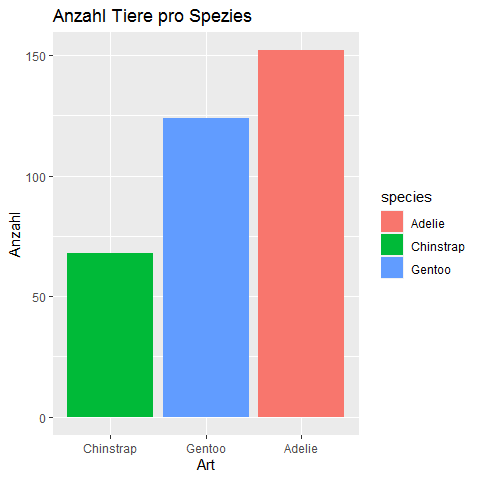 Anzahl Tiere pro Spezies
Anzahl
150
100
50
0
Chinstrap Gentoo Adelie
Art
species
Adelie
Chinstrap
Gentoo